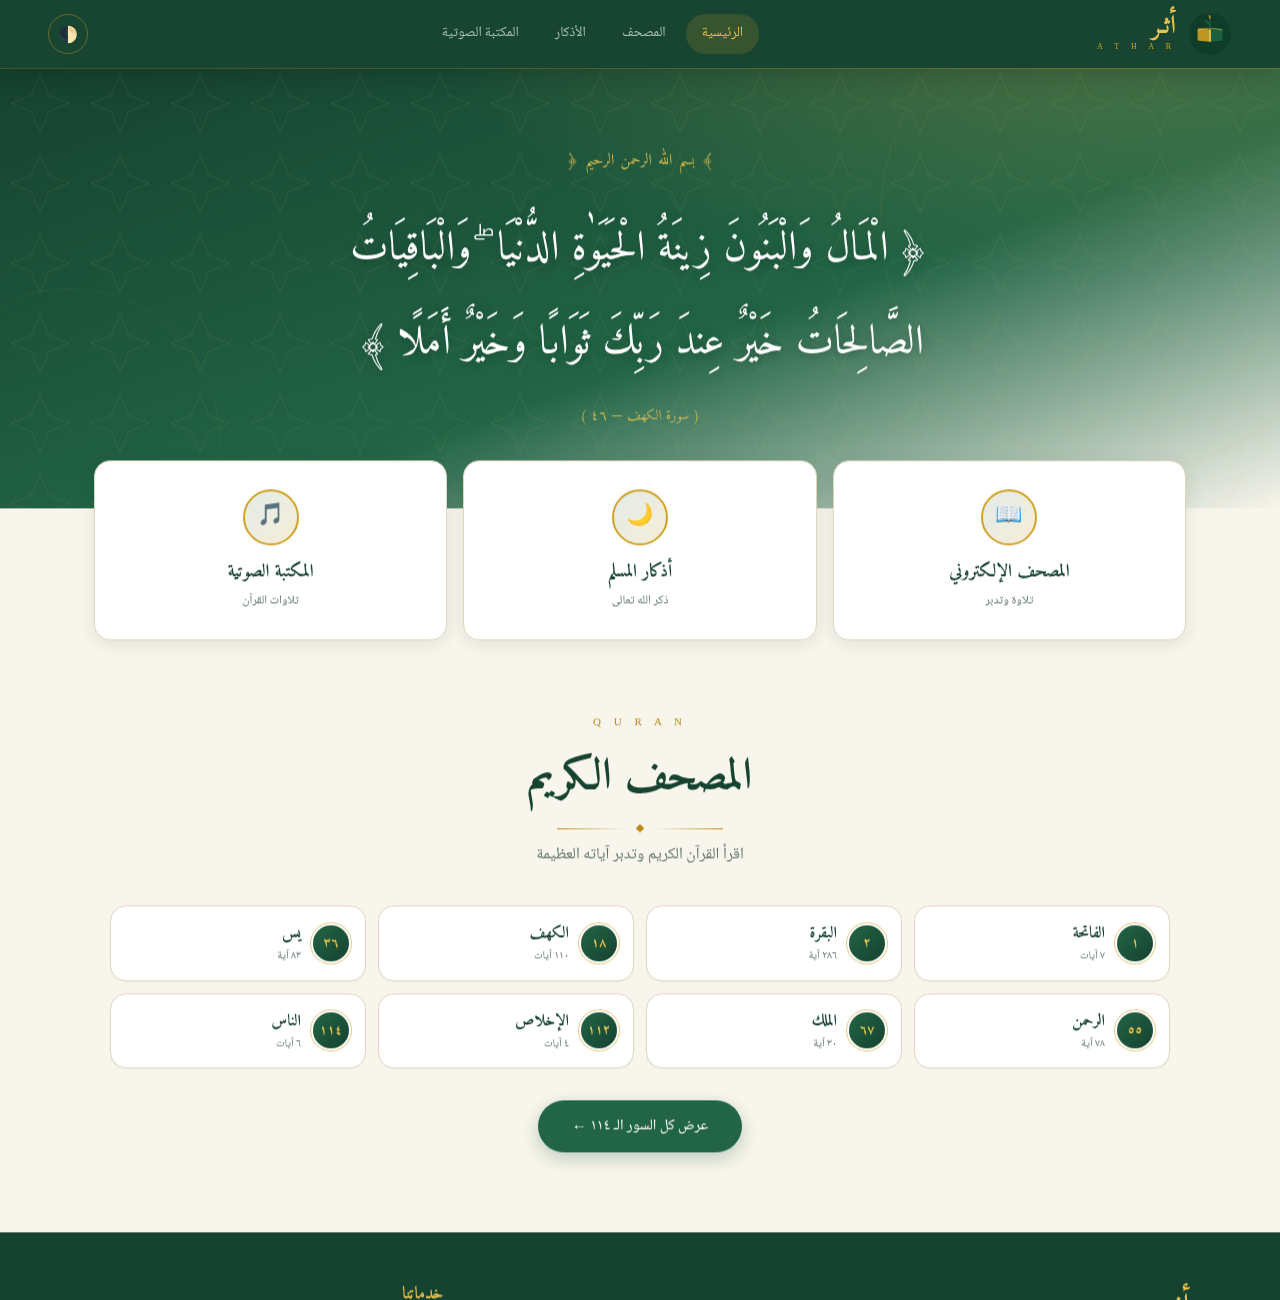 أثر
ATHAR
الرئيسية
المصحف
الأذكار
المكتبة الصوتية
﴾ بسم الله الرحمن الرحيم ﴿
﴿ الْمَالُ وَالْبَنُونَ زِينَةُ الْحَيَوٰةِ الدُّنْيَا ۖ وَالْبَاقِيَاتُ
الصَّالِحَاتُ خَيْرٌ عِندَ رَبِّكَ ثَوَابًا وَخَيْرٌ أَمَلًا ﴾
( سورة الكهف — ٤٦ )
المصحف الإلكتروني
تلاوة وتدبر
أذكار المسلم
ذكر الله تعالى
المكتبة الصوتية
تلاوات القرآن
QURAN
المصحف الكريم
اقرأ القرآن الكريم وتدبر آياته العظيمة
١
الفاتحة
٧ آيات
٢
البقرة
٢٨٦ آية
١٨
الكهف
١١٠ آيات
٣٦
يس
٨٣ آية
٥٥
الرحمن
٧٨ آية
٦٧
الملك
٣٠ آية
١١٢
الإخلاص
٤ آيات
١١٤
الناس
٦ آيات
عرض كل السور الـ ١١٤ ←
خدماتنا